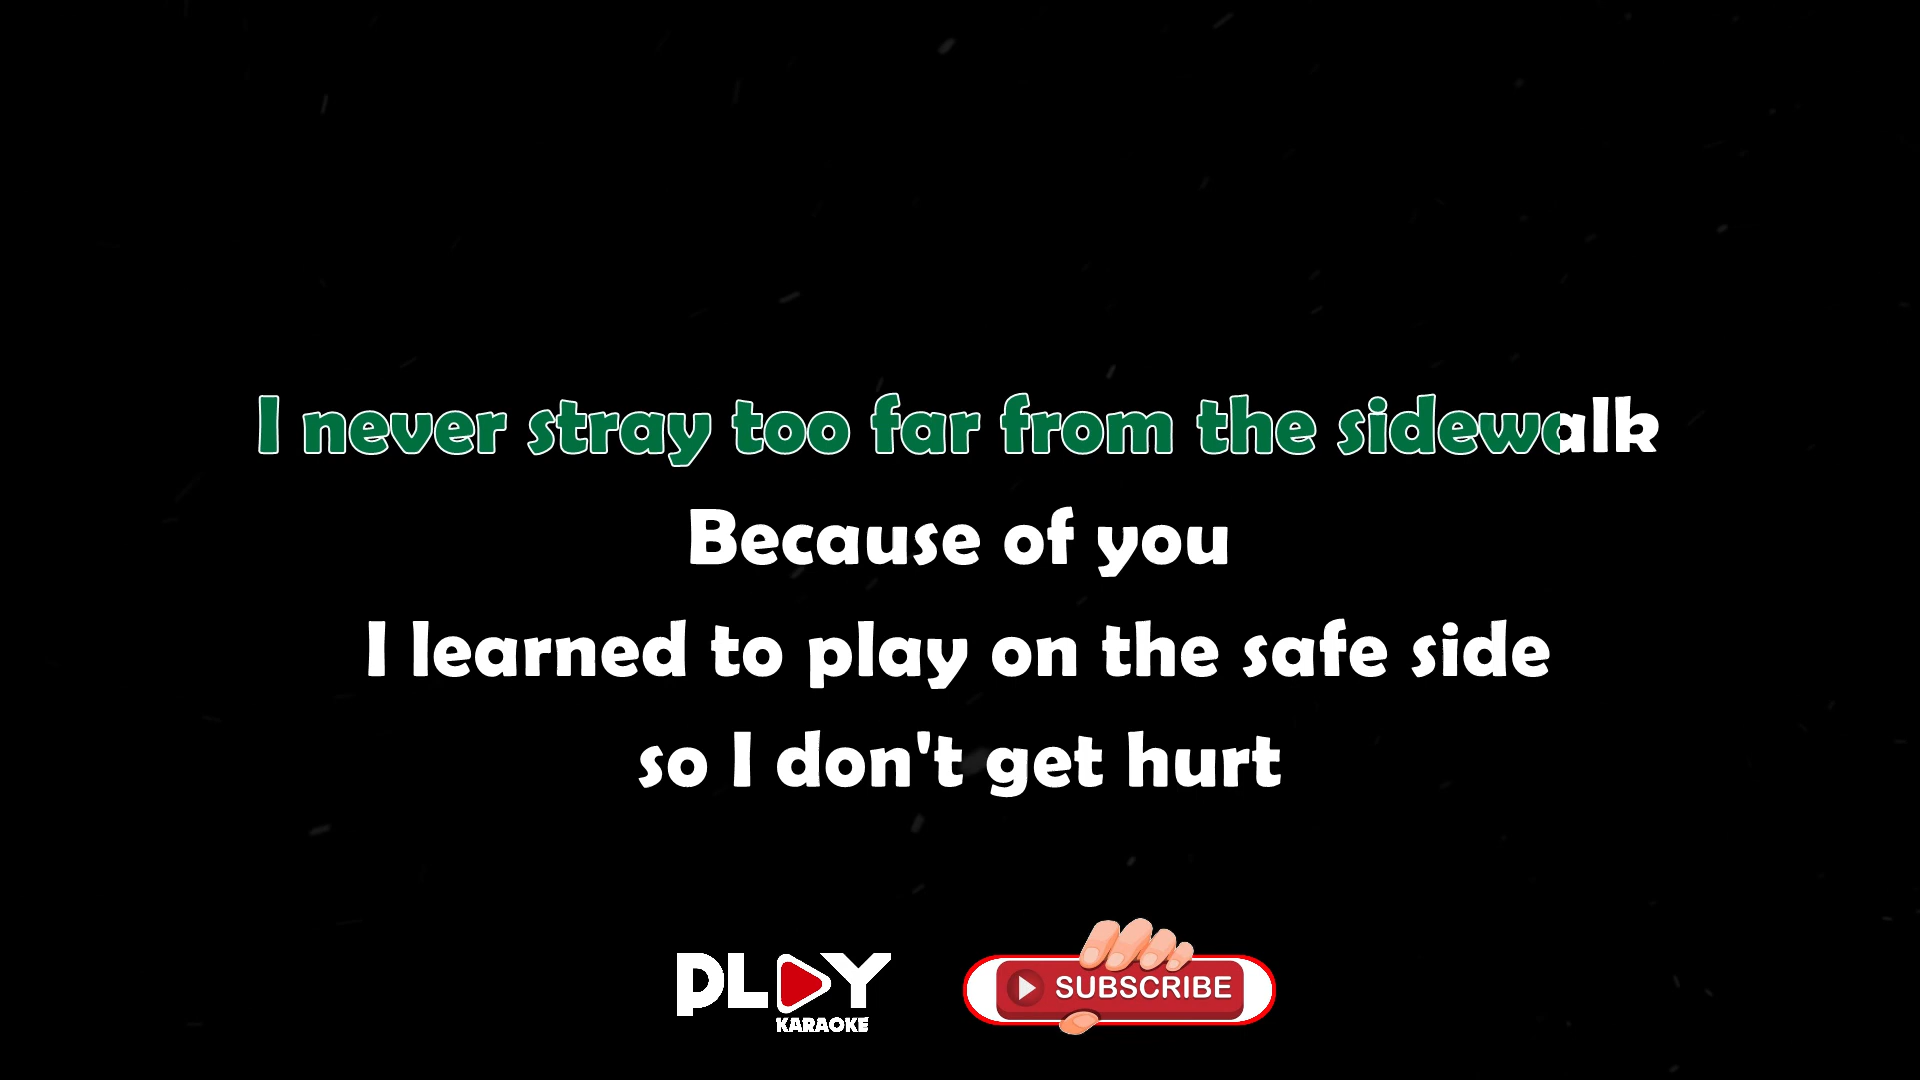 I never stray too far from the sidewalk
Because of you
I learned to play on the safe side
so I don't get hurt
PLAY
KARAOKE
SUBSCRIBE